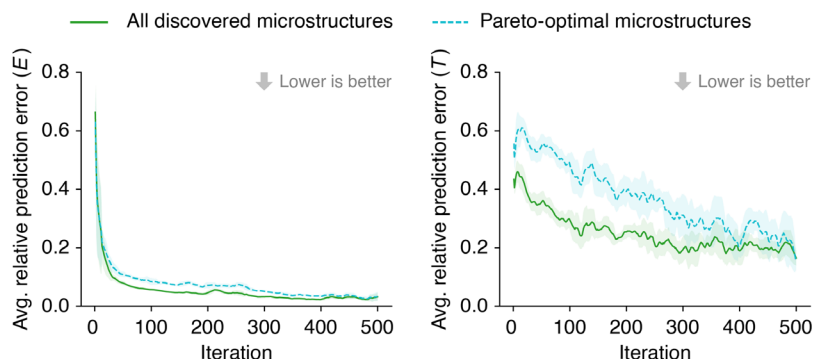 All discovered microstructures
Pareto-optimal microstructures
Avg. relative prediction error (E)
0.8
0.6
0.4
0.2
0.0
Lower is better
0
100
200
300
400
500
Iteration
Avg. relative prediction error (T)
0.8
0.6
0.4
0.2
0.0
Lower is better
0
100
200
300
400
500
Iteration